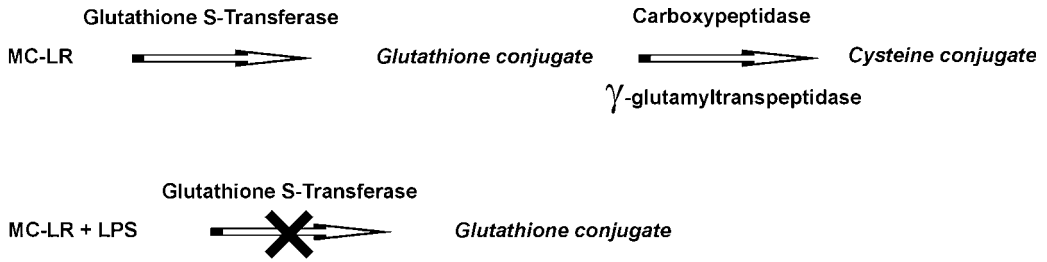 Glutathione S-Transferase
Carboxypeptidase
MC-LR
Glutathione conjugate
Cysteine conjugate
γ-glutamyltranspeptidase
Glutathione S-Transferase
MC-LR + LPS
Glutathione conjugate